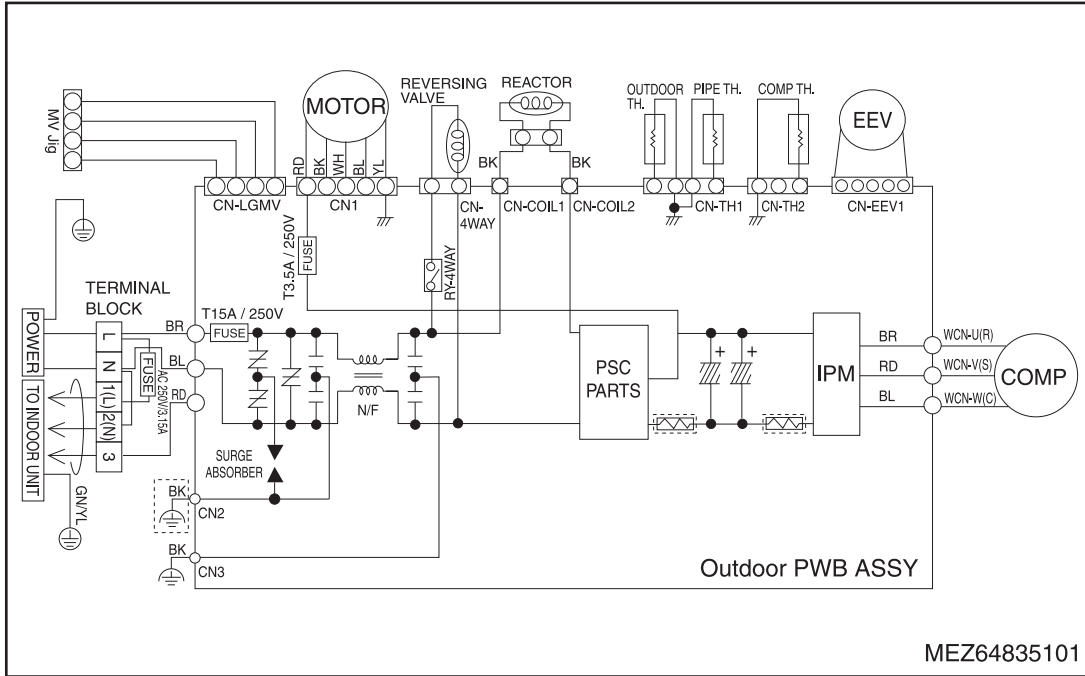 REVERSING
VALVE
REACTOR
MOTOR
OUTDOOR
TH.
PIPE TH.
COMP TH.
EEV
MV Jig
RD
BK
WH
BL
YL
BK
BK
CN-LGMV
CN1
CN-
4WAY
CN-COIL1
CN-COIL2
CN-TH1
CN-TH2
CN-EEV1
T3.5A / 250V
FUSE
RY-4WAY
TERMINAL
BLOCK
T15A / 250V
POWER
L
N
1(L)
2(N)
3
FUSE
AC 250V/3.15A
BR
BL
RD
FUSE
TO INDOOR UNIT
GN/YL
N/F
SURGE
ABSORBER
PSC
PARTS
+
+
IPM
BR
RD
BL
WCN-U(R)
WCN-V(S)
WCN-W(C)
COMP
BK
CN2
BK
CN3
Outdoor PWB ASSY
MEZ64835101